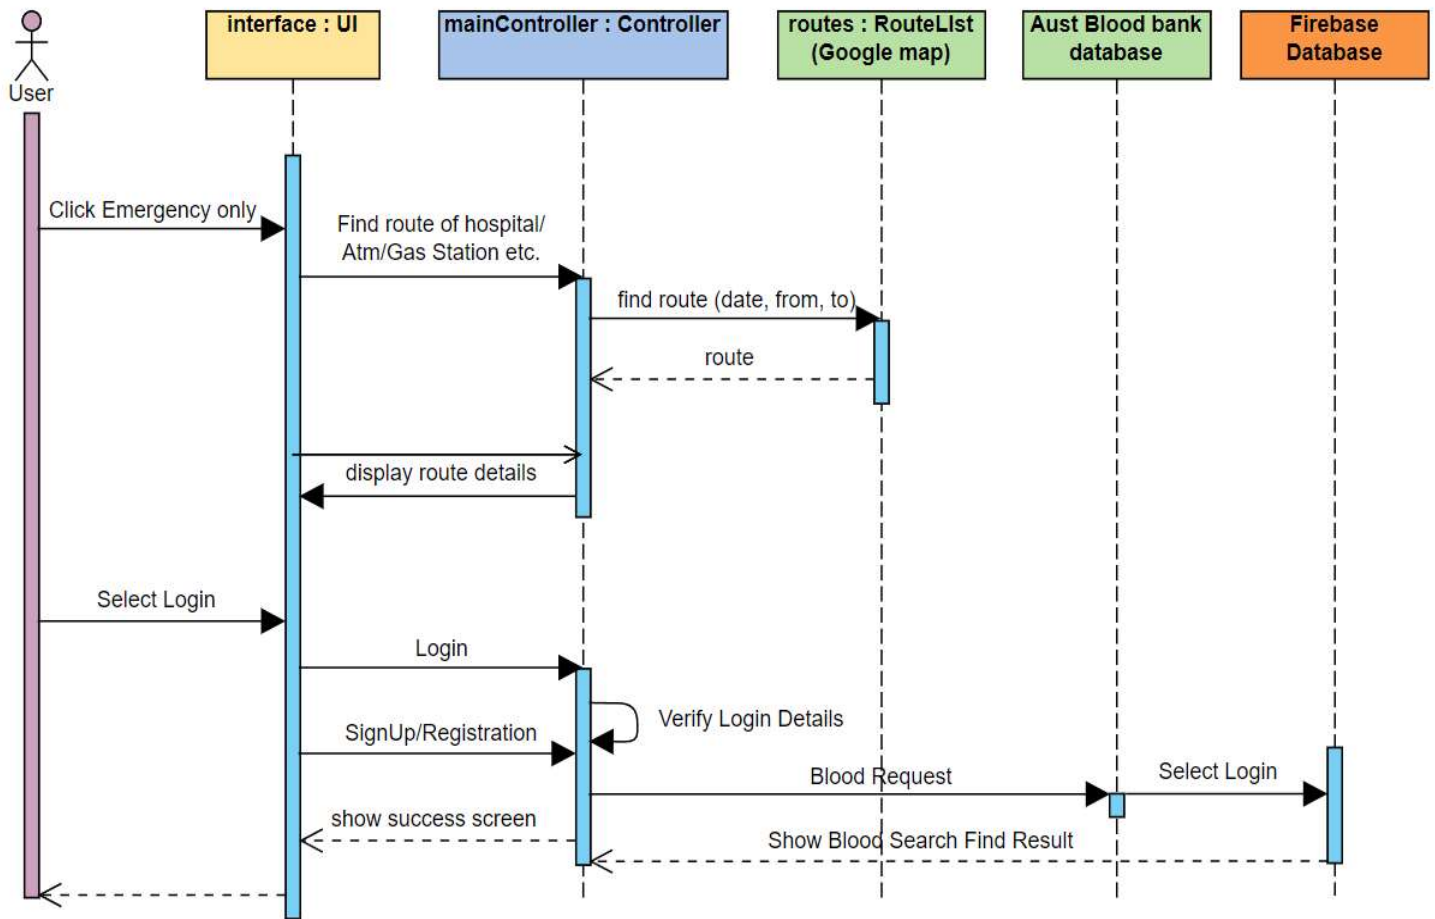 interface : UI
mainController : Controller
routes : RouteLIst
(Google map)
Aust Blood bank
database
Firebase
Database
User
Click Emergency only
Find route of hospital/
Atm/Gas Station etc.
find route (date, from, to)
route
display route details
Select Login
Login
Verify Login Details
SignUp/Registration
Blood Request
Select Login
show success screen
Show Blood Search Find Result